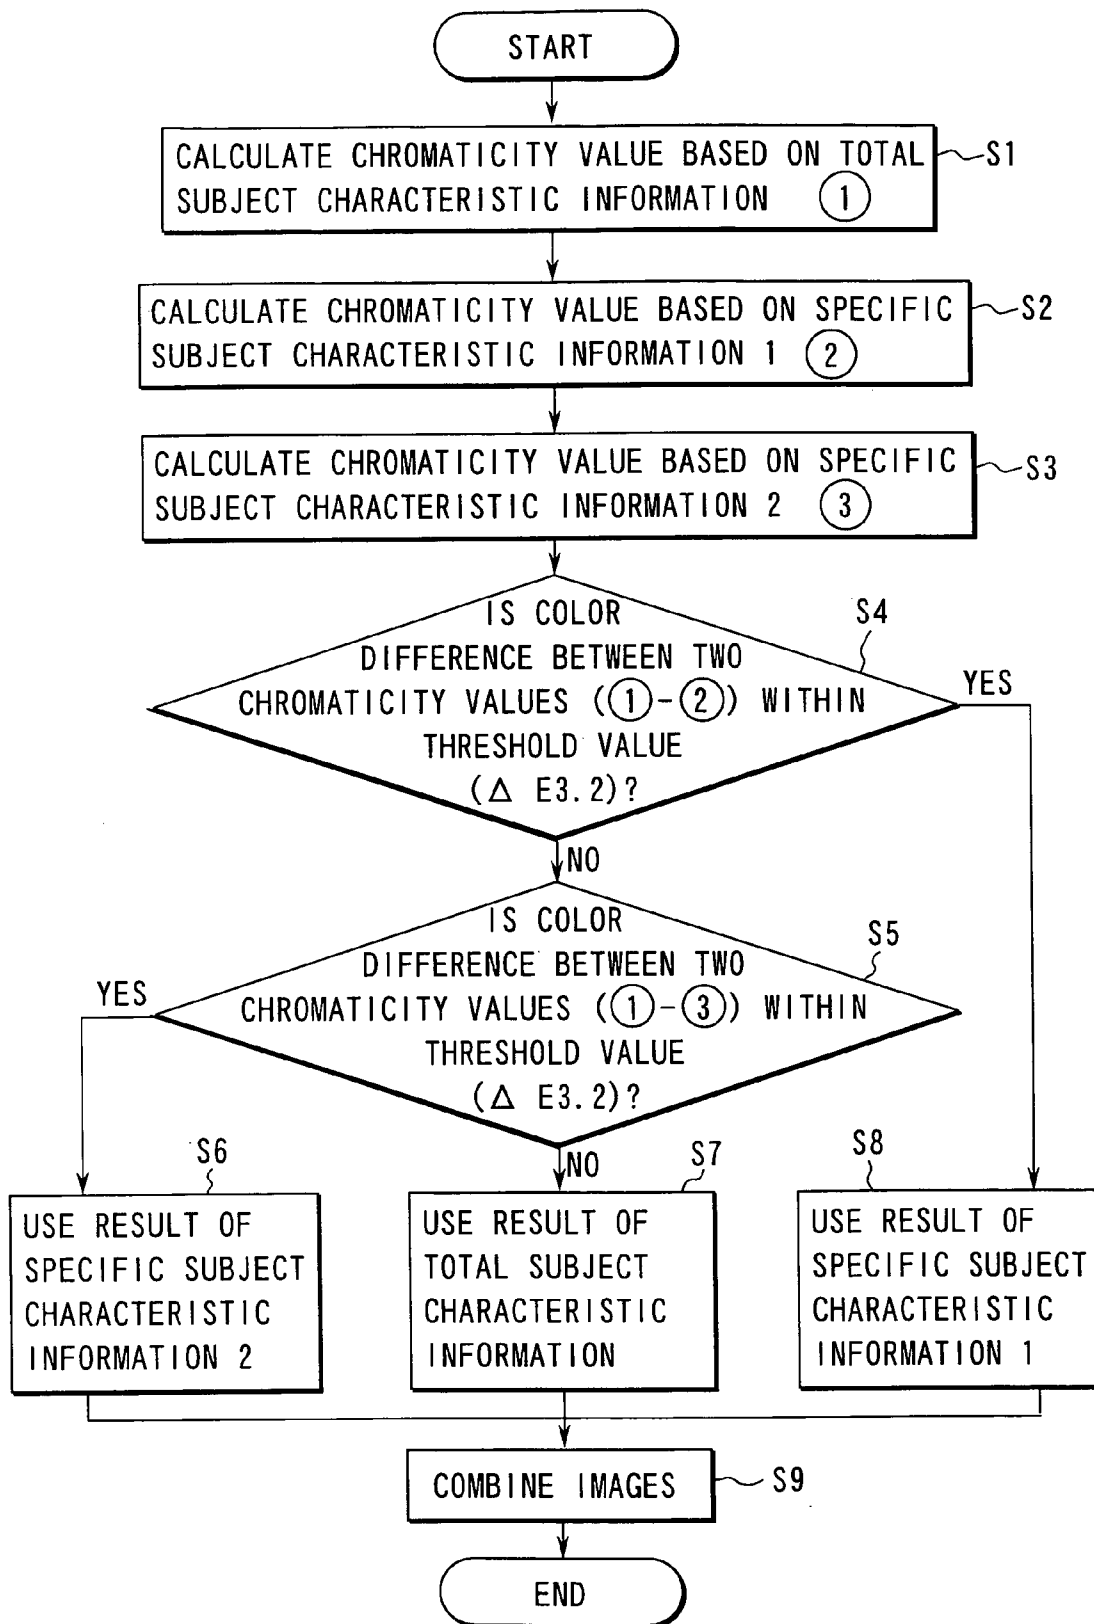 START
CALCULATE CHROMATICITY VALUE BASED ON TOTAL
SUBJECT CHARACTERISTIC INFORMATION ①
S1
CALCULATE CHROMATICITY VALUE BASED ON SPECIFIC
SUBJECT CHARACTERISTIC INFORMATION 1 ②
S2
CALCULATE CHROMATICITY VALUE BASED ON SPECIFIC
SUBJECT CHARACTERISTIC INFORMATION 2 ③
S3
IS COLOR
DIFFERENCE BETWEEN TWO
CHROMATICITY VALUES (①-②) WITHIN
THRESHOLD VALUE
(Δ E3.2)?
S4
YES
NO
IS COLOR
DIFFERENCE BETWEEN TWO
CHROMATICITY VALUES (①-③) WITHIN
THRESHOLD VALUE
(Δ E3.2)?
S5
YES
NO
S6
USE RESULT OF
SPECIFIC SUBJECT
CHARACTERISTIC
INFORMATION 2
S7
USE RESULT OF
TOTAL SUBJECT
CHARACTERISTIC
INFORMATION
S8
USE RESULT OF
SPECIFIC SUBJECT
CHARACTERISTIC
INFORMATION 1
COMBINE IMAGES
S9
END